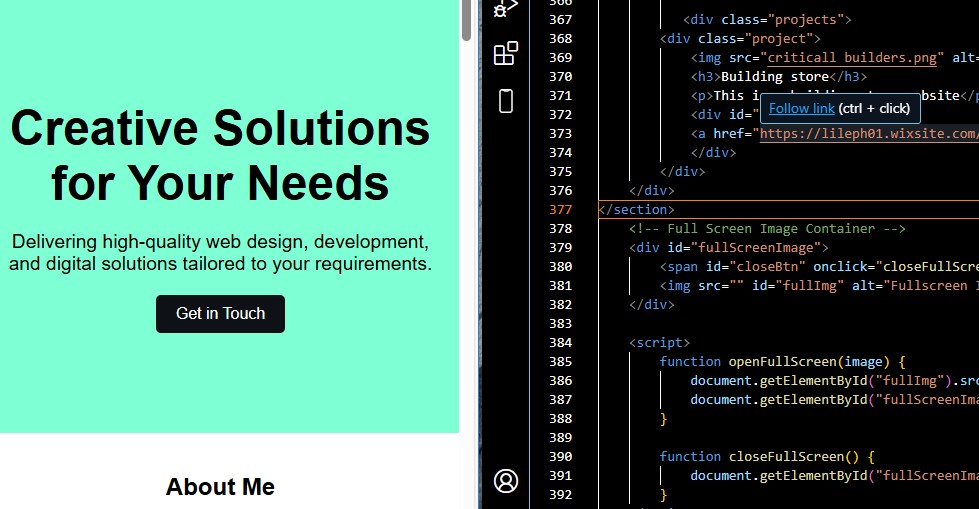 Creative Solutions
for Your Needs
Delivering high-quality web design, development,
and digital solutions tailored to your requirements.
Get in Touch
About Me
366
367 <div class="projects">
368 <div class="project">
369 <img src="criticall builders.png" alt=
370 <h3>Building store</h3>
371 <p>This i bsite</p
Follow link (ctrl + click)
372 <div id="
373 <a href="https://lileph01.wixsite.com/
374 </div>
375 </div>
376 </div>
377 </section>
378 <!-- Full Screen Image Container -->
379 <div id="fullScreenImage">
380 <span id="closeBtn" onclick="closeFullScre
381 <img src="" id="fullImg" alt="Fullscreen I
382 </div>
383
384 <script>
385 function openFullScreen(image) {
386 document.getElementById("fullImg").src
387 document.getElementById("fullScreenIma
388 }
389
390 function closeFullScreen() {
391 document.getElementById("fullScreenIma
392 }